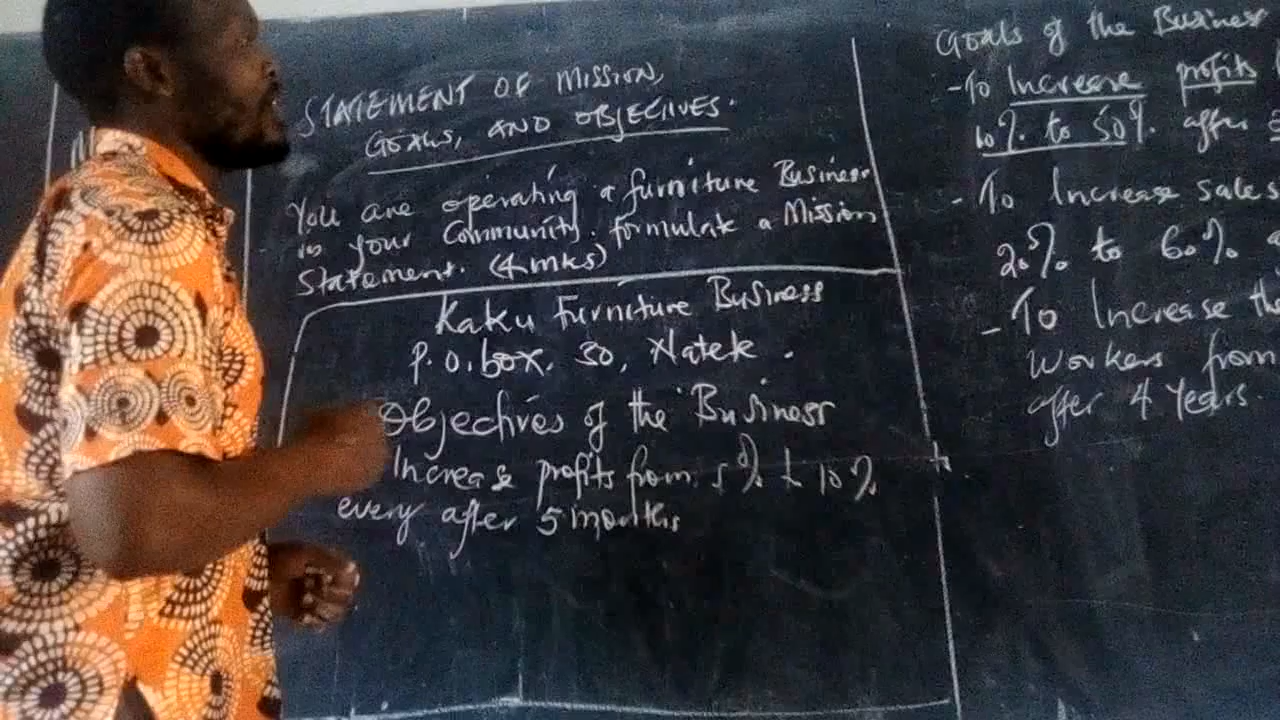 STATEMENT OF MISSION,
GOALS, AND OBJECTIVES.
You are operating a furniture Business
in your Community. formulate a Mission
Statement. (4mks)
Kaku Furniture Business
P.O.box. 30,
Objectives of the Business
Increase profits from 5% to 10%
every after 5 months
Goals of the Business
- To Increase profits
10% to 50% after
- To Increase sales
20% to 60%
- To Increase the
Workers from
after 4 Years.